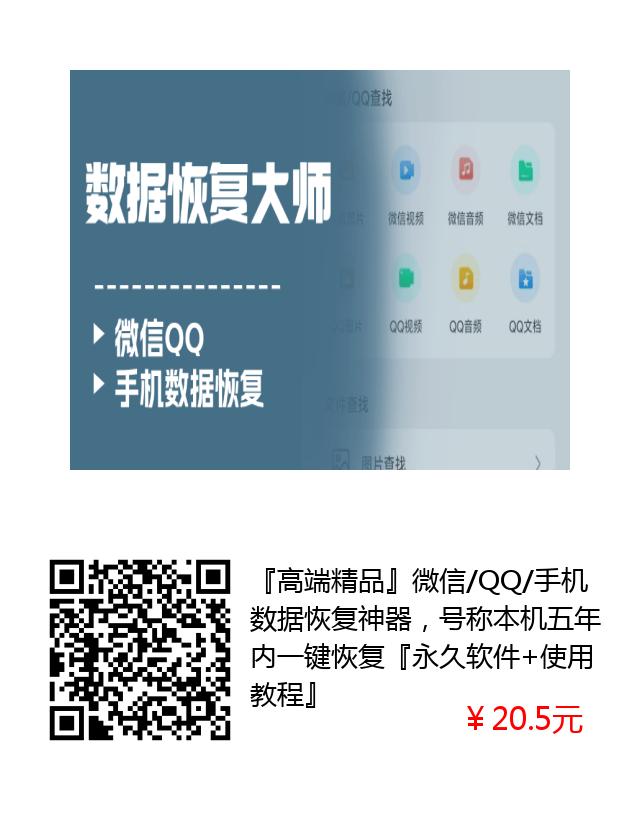 /QQ查找
数据恢复大师
微信视频 微信音频 微信文档
---------------
微信QQ
QQ视频 QQ音频 QQ文档
手机数据恢复
文件查找
图片查找
『高端精品』微信/QQ/手机
数据恢复神器，号称本机五年
内一键恢复『永久软件+使用
教程』
￥20.5元